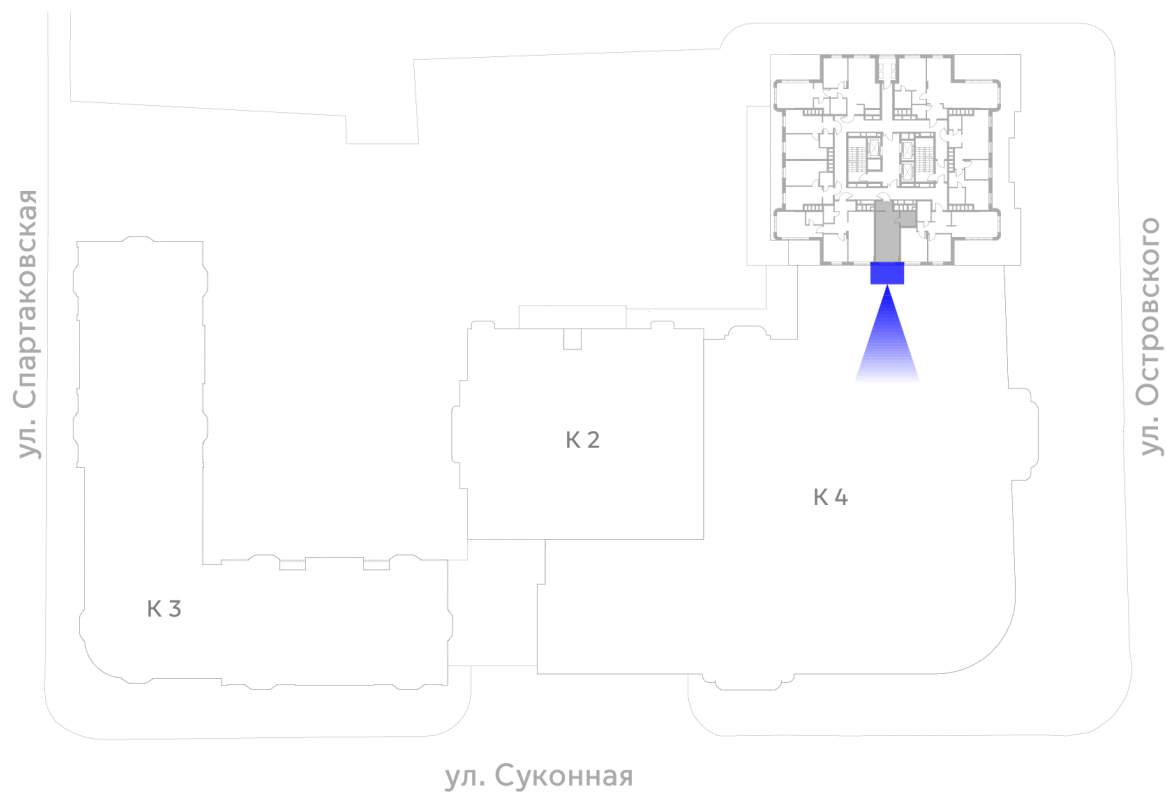 ул. Спартаковская
ул. Островского
К 2
К 4
К 3
ул. Суконная